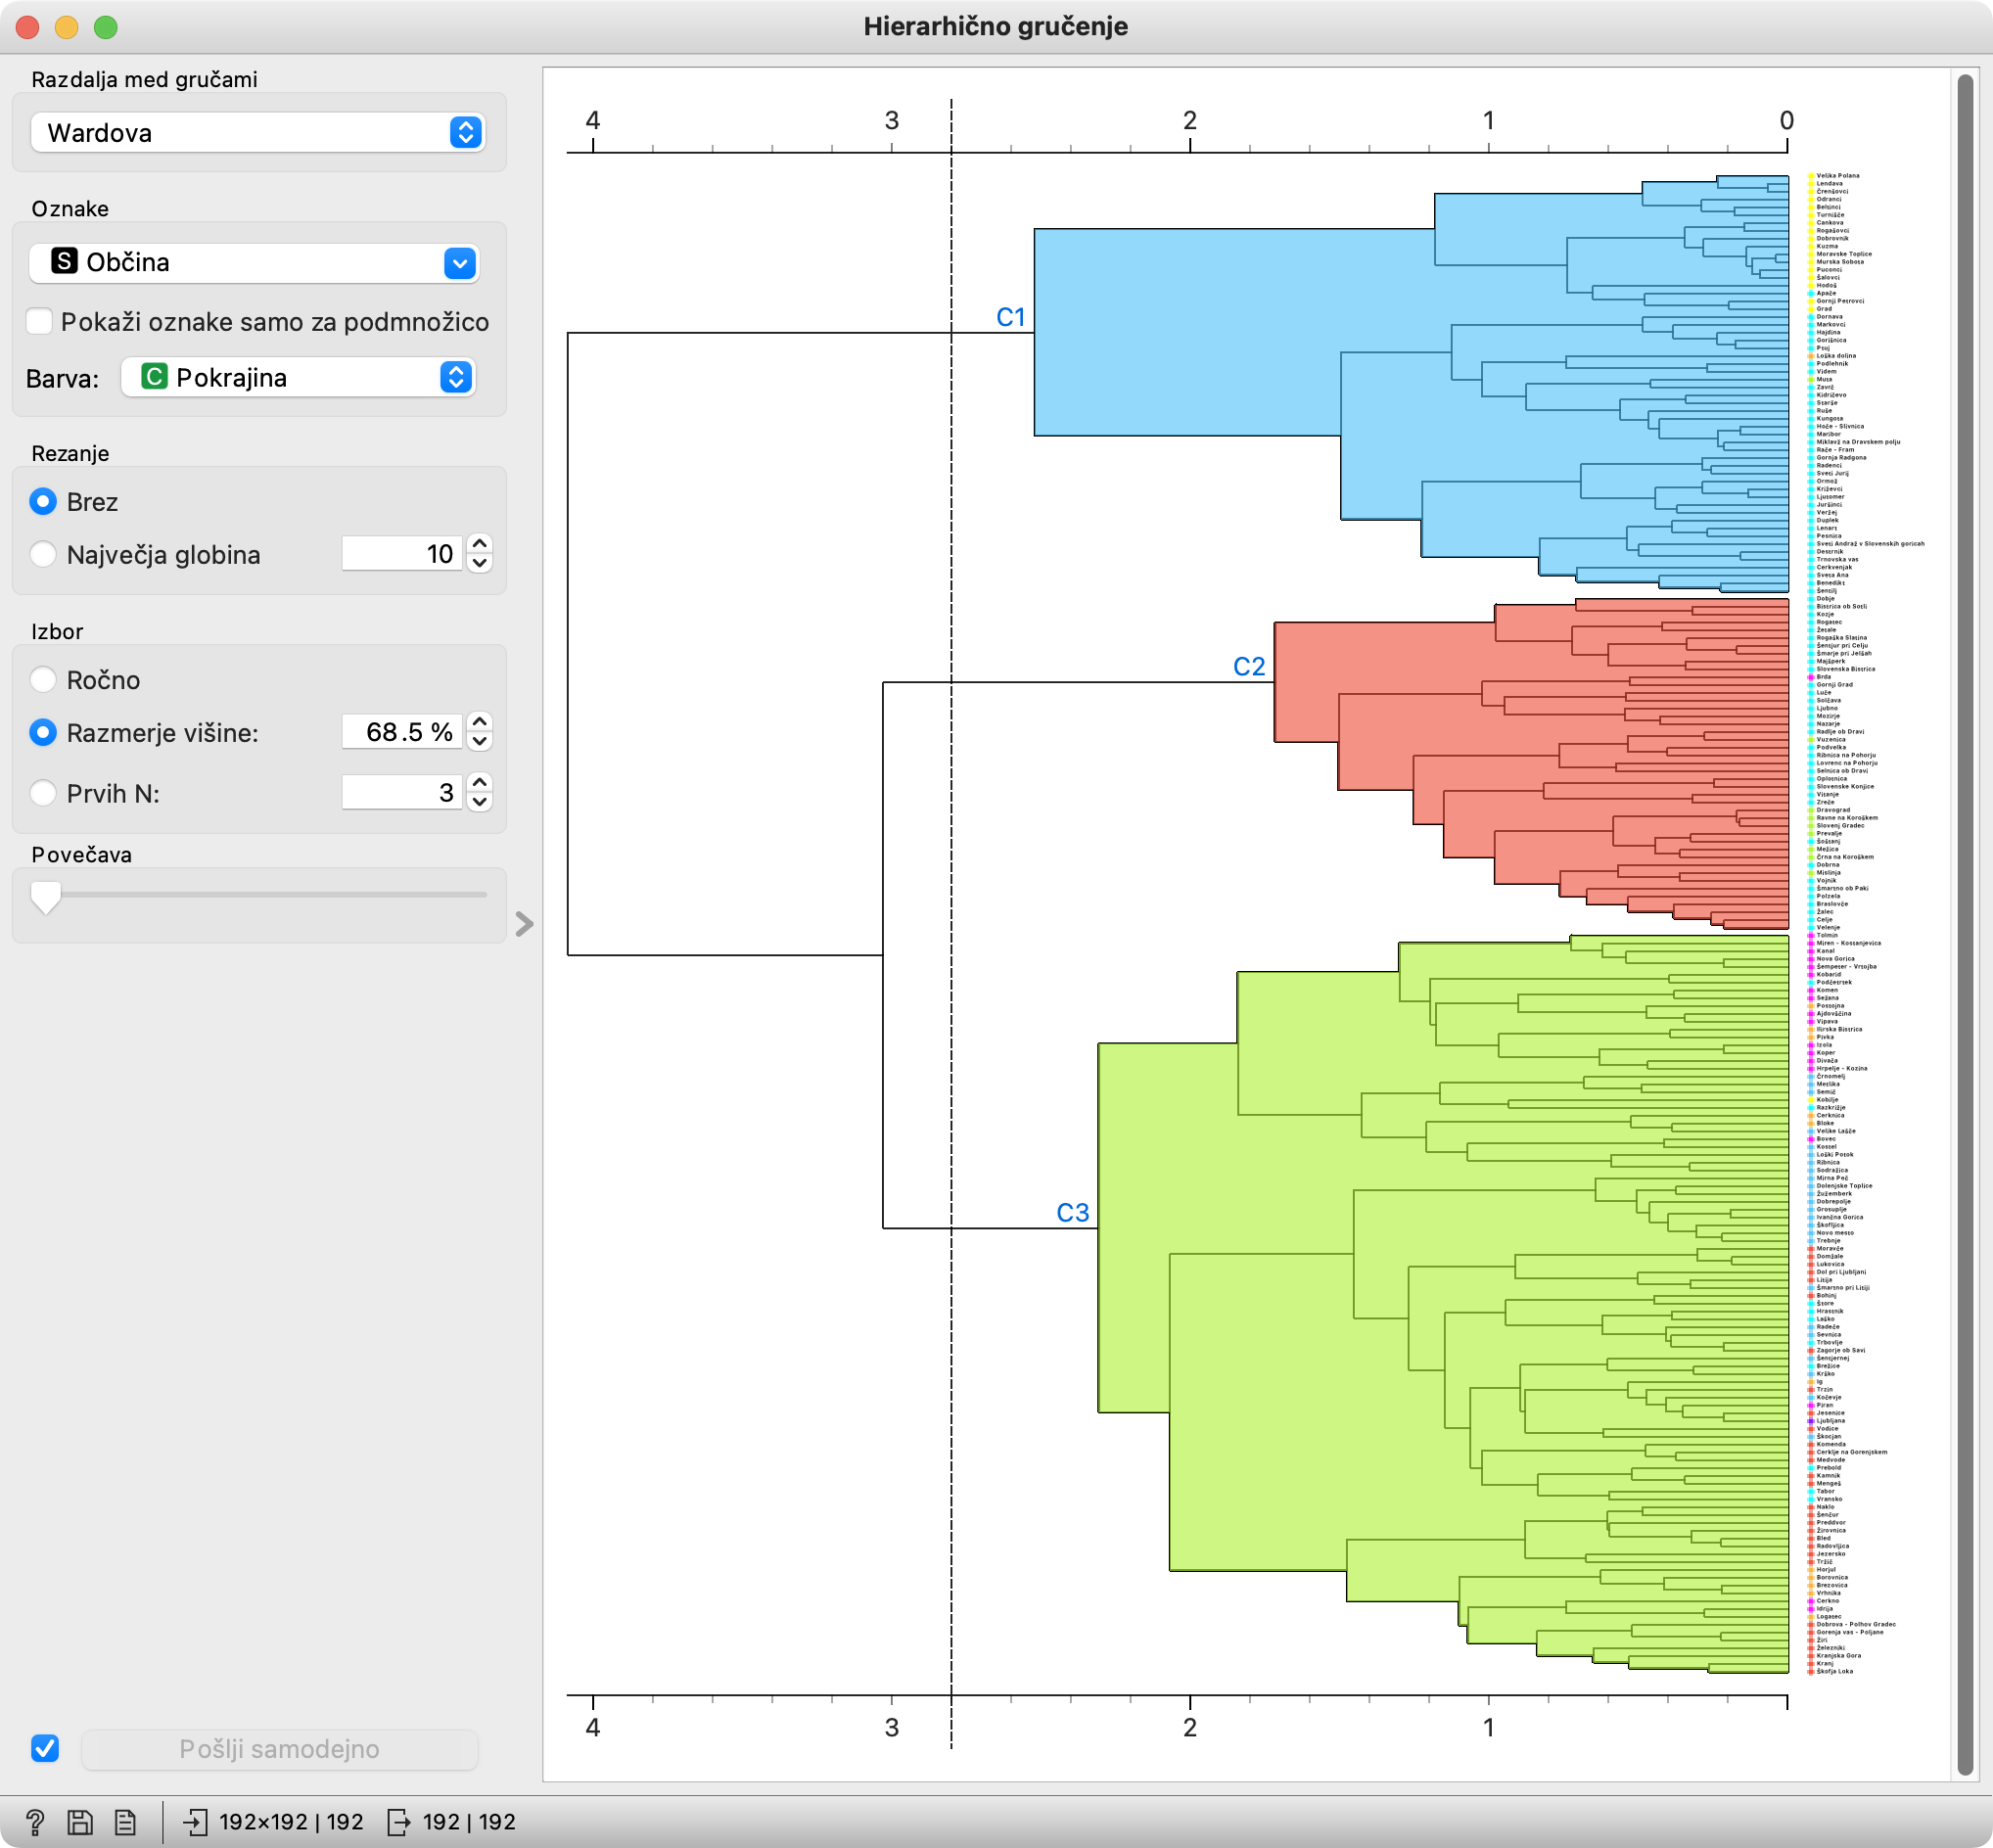 Hierarhično gručenje
Razdalja med gručami
Wardova
Oznake
S Občina
Pokaži oznake samo za podmnožico
Barva: C Pokrajina
Rezanje
Brez
Največja globina 10
Izbor
Ročno
Razmerje višine: 68.5 %
Prvih N: 3
Povečava
Pošlji samodejno
192×192 | 192 192 | 192
4 3 2 1 0
C1
C2
C3
Velika Polana
Lendava
Črenšovci
Odranci
Beltinci
Turnišče
Cankova
Rogašovci
Dobrovnik
Kuzma
Moravske Toplice
Murska Sobota
Puconci
Šalovci
Hodoš
Apače
Gornji Petrovci
Grad
Dornava
Markovci
Hajdina
Gorišnica
Ptuj
Loška dolina
Podlehnik
Videm
Muta
Zavrč
Kidričevo
Starše
Ruše
Kungota
Hoče - Slivnica
Maribor
Miklavž na Dravskem polju
Rače - Fram
Gornja Radgona
Radenci
Sveti Jurij
Ormož
Križevci
Ljutomer
Juršinci
Veržej
Duplek
Lenart
Pesnica
Sveti Andraž v Slovenskih goricah
Destrnik
Trnovska vas
Cerkvenjak
Sveta Ana
Benedikt
Šentilj
Dobje
Bistrica ob Sotli
Kozje
Rogatec
Žetale
Rogaška Slatina
Šentjur pri Celju
Šmarje pri Jelšah
Majšperk
Slovenska Bistrica
Brda
Gornji Grad
Luče
Solčava
Ljubno
Mozirje
Nazarje
Radlje ob Dravi
Vuzenica
Podvelka
Ribnica na Pohorju
Lovrenc na Pohorju
Selnica ob Dravi
Oplotnica
Slovenske Konjice
Vitanje
Zreče
Dravograd
Ravne na Koroškem
Slovenj Gradec
Prevalje
Šoštanj
Mežica
Črna na Koroškem
Dobrna
Mislinja
Vojnik
Šmartno ob Paki
Polzela
Braslovče
Žalec
Celje
Velenje
Tolmin
Miren - Kostanjevica
Kanal
Nova Gorica
Šempeter - Vrtojba
Kobarid
Podčetrtek
Komen
Sežana
Postojna
Ajdovščina
Vipava
Ilirska Bistrica
Pivka
Izola
Koper
Divača
Hrpelje - Kozina
Črnomelj
Metlika
Semič
Kobilje
Razkrižje
Cerknica
Bloke
Velike Lašče
Bovec
Kostel
Loški Potok
Ribnica
Sodražica
Mirna Peč
Dolenjske Toplice
Žužemberk
Dobrepolje
Grosuplje
Ivančna Gorica
Škofljica
Novo mesto
Trebnje
Moravče
Domžale
Lukovica
Dol pri Ljubljani
Litija
Šmartno pri Litiji
Bohinj
Štore
Hrastnik
Laško
Radeče
Sevnica
Trbovlje
Zagorje ob Savi
Šentjernej
Brežice
Krško
Ig
Trzin
Kočevje
Piran
Jesenice
Ljubljana
Vodice
Škocjan
Komenda
Cerklje na Gorenjskem
Medvode
Prebold
Kamnik
Mengeš
Tabor
Vransko
Naklo
Šenčur
Preddvor
Žirovnica
Bled
Radovljica
Jezersko
Tržič
Horjul
Borovnica
Brezovica
Vrhnika
Cerkno
Idrija
Logatec
Dobrova - Polhov Gradec
Gorenja vas - Poljane
Žiri
Železniki
Kranjska Gora
Kranj
Škofja Loka
4 3 2 1